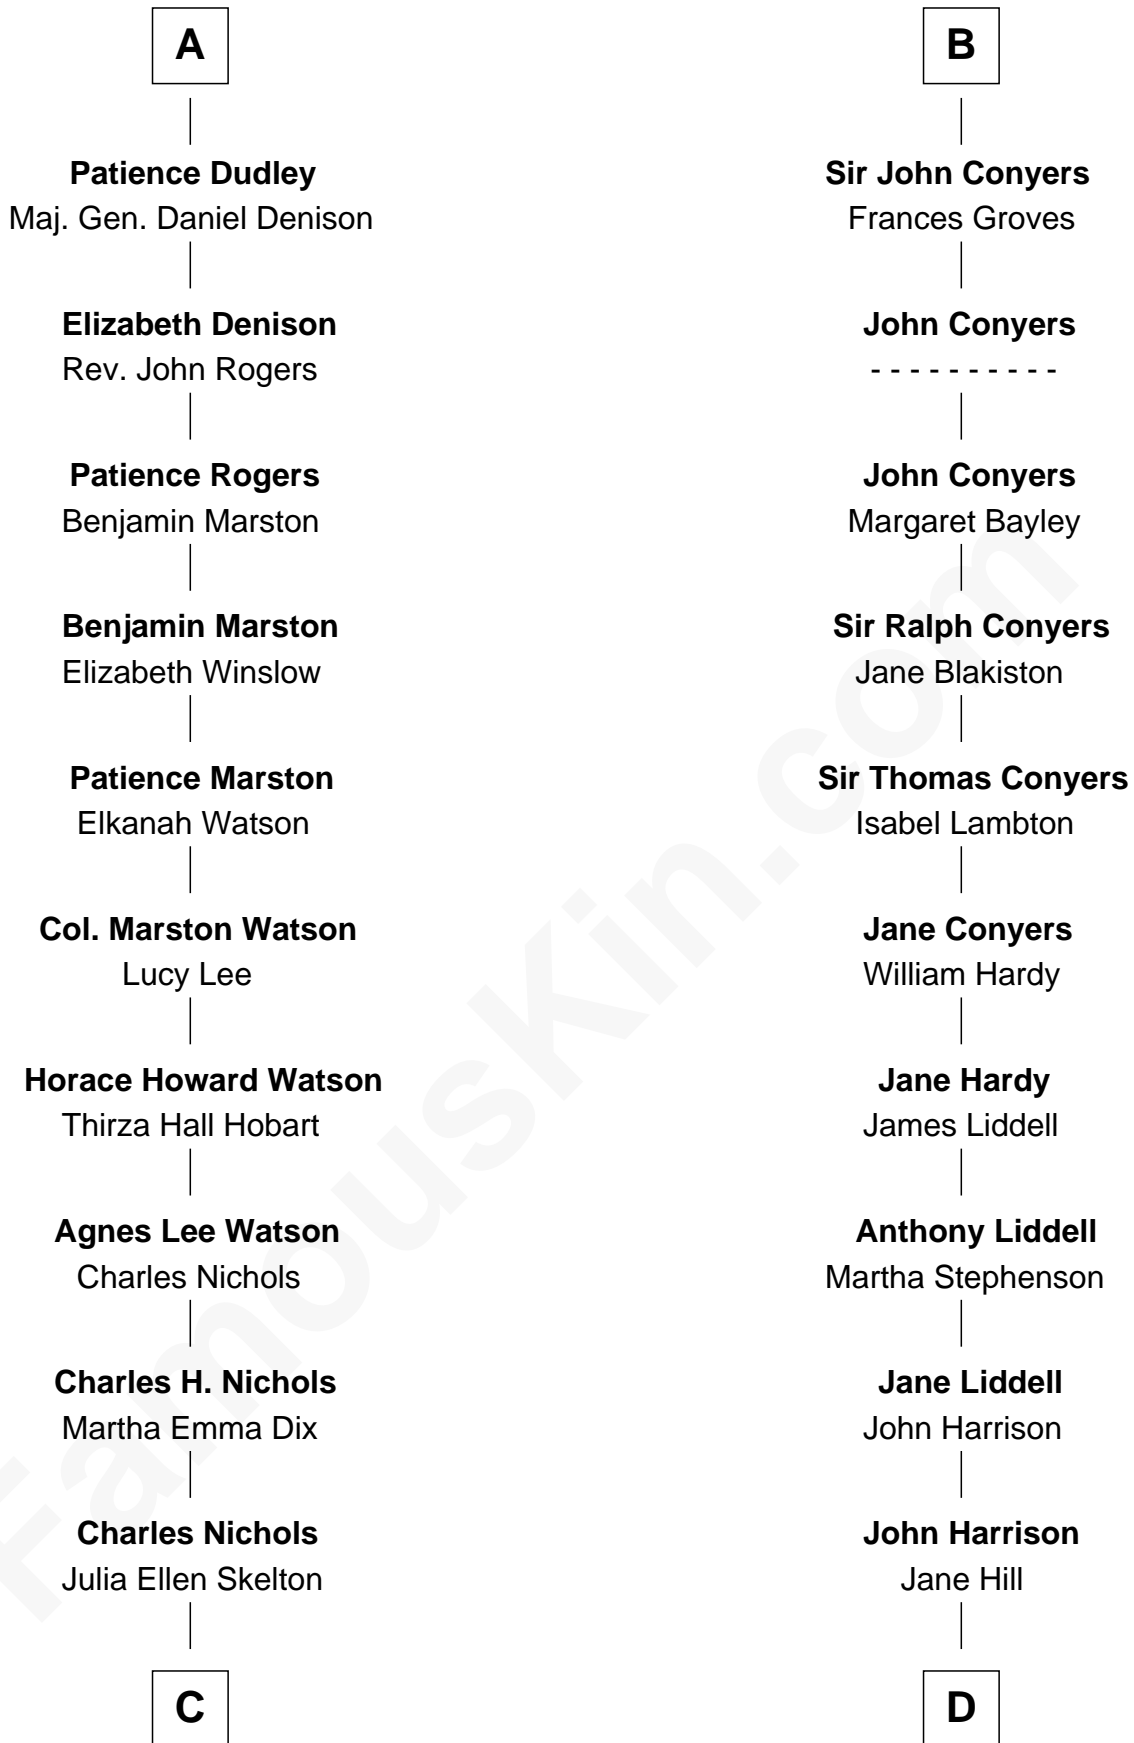 A
Patience Dudley
Maj. Gen. Daniel Denison
Elizabeth Denison
Rev. John Rogers
Patience Rogers
Benjamin Marston
Benjamin Marston
Elizabeth Winslow
Patience Marston
Elkanah Watson
Col. Marston Watson
Lucy Lee
Horace Howard Watson
Thirza Hall Hobart
Agnes Lee Watson
Charles Nichols
Charles H. Nichols
Martha Emma Dix
Charles Nichols
Julia Ellen Skelton
C
B
Sir John Conyers
Frances Groves
John Conyers
- - - - - - - - - -
John Conyers
Margaret Bayley
Sir Ralph Conyers
Jane Blakiston
Sir Thomas Conyers
Isabel Lambton
Jane Conyers
William Hardy
Jane Hardy
James Liddell
Anthony Liddell
Martha Stephenson
Jane Liddell
John Harrison
John Harrison
Jane Hill
D
FamousKin.com